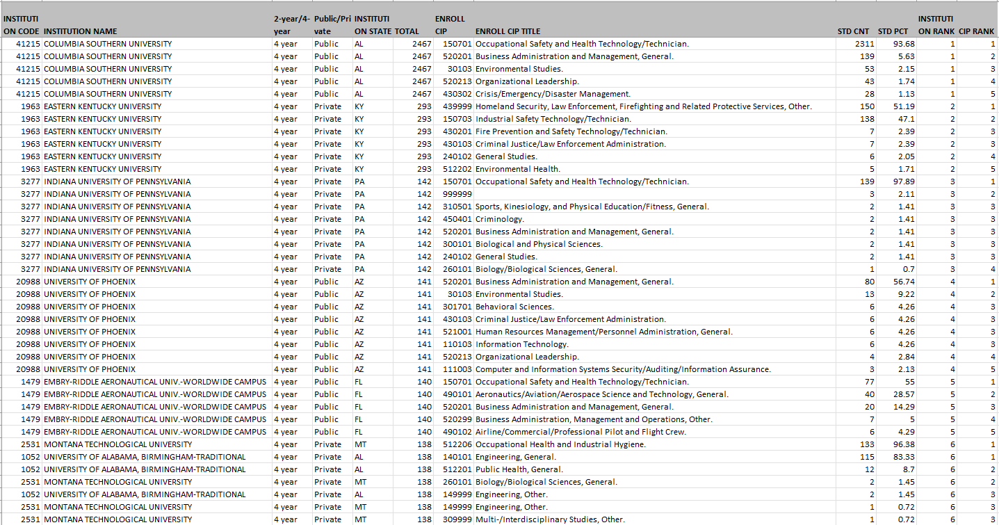 INSTITUTI 2-year/4- Public/Pri INSTITUTI ENROLL INSTITUTI
ON CODE INSTITUTION NAME year vate ON STATE TOTAL CIP ENROLL CIP TITLE STD CNT STD PCT ON RANK CIP RANK
41215 COLUMBIA SOUTHERN UNIVERSITY 4 year Public AL 2467 150701 Occupational Safety and Health Technology/Technician. 2311 93.68 1 1
41215 COLUMBIA SOUTHERN UNIVERSITY 4 year Public AL 2467 520201 Business Administration and Management, General. 139 5.63 1 2
41215 COLUMBIA SOUTHERN UNIVERSITY 4 year Public AL 2467 30103 Environmental Studies. 53 2.15 1 3
41215 COLUMBIA SOUTHERN UNIVERSITY 4 year Public AL 2467 520213 Organizational Leadership. 43 1.74 1 4
41215 COLUMBIA SOUTHERN UNIVERSITY 4 year Public AL 2467 430302 Crisis/Emergency/Disaster Management. 28 1.13 1 5
1963 EASTERN KENTUCKY UNIVERSITY 4 year Private KY 293 439999 Homeland Security, Law Enforcement, Firefighting and Related Protective Services, Other. 150 51.19 2 1
1963 EASTERN KENTUCKY UNIVERSITY 4 year Private KY 293 150703 Industrial Safety Technology/Technician. 138 47.1 2 2
1963 EASTERN KENTUCKY UNIVERSITY 4 year Private KY 293 430201 Fire Prevention and Safety Technology/Technician. 7 2.39 2 3
1963 EASTERN KENTUCKY UNIVERSITY 4 year Private KY 293 430103 Criminal Justice/Law Enforcement Administration. 7 2.39 2 3
1963 EASTERN KENTUCKY UNIVERSITY 4 year Private KY 293 240102 General Studies. 6 2.05 2 4
1963 EASTERN KENTUCKY UNIVERSITY 4 year Private KY 293 512202 Environmental Health. 5 1.71 2 5
3277 INDIANA UNIVERSITY OF PENNSYLVANIA 4 year Private PA 142 150701 Occupational Safety and Health Technology/Technician. 139 97.89 3 1
3277 INDIANA UNIVERSITY OF PENNSYLVANIA 4 year Private PA 142 999999 3 2.11 3 2
3277 INDIANA UNIVERSITY OF PENNSYLVANIA 4 year Private PA 142 310501 Sports, Kinesiology, and Physical Education/Fitness, General. 2 1.41 3 3
3277 INDIANA UNIVERSITY OF PENNSYLVANIA 4 year Private PA 142 450401 Criminology. 2 1.41 3 3
3277 INDIANA UNIVERSITY OF PENNSYLVANIA 4 year Private PA 142 520201 Business Administration and Management, General. 2 1.41 3 3
3277 INDIANA UNIVERSITY OF PENNSYLVANIA 4 year Private PA 142 300101 Biological and Physical Sciences. 2 1.41 3 3
3277 INDIANA UNIVERSITY OF PENNSYLVANIA 4 year Private PA 142 240102 General Studies. 2 1.41 3 3
3277 INDIANA UNIVERSITY OF PENNSYLVANIA 4 year Private PA 142 260101 Biology/Biological Sciences, General. 1 0.7 3 4
20988 UNIVERSITY OF PHOENIX 4 year Public AZ 141 520201 Business Administration and Management, General. 80 56.74 4 1
20988 UNIVERSITY OF PHOENIX 4 year Public AZ 141 30103 Environmental Studies. 13 9.22 4 2
20988 UNIVERSITY OF PHOENIX 4 year Public AZ 141 301701 Behavioral Sciences. 6 4.26 4 3
20988 UNIVERSITY OF PHOENIX 4 year Public AZ 141 430103 Criminal Justice/Law Enforcement Administration. 6 4.26 4 3
20988 UNIVERSITY OF PHOENIX 4 year Public AZ 141 521001 Human Resources Management/Personnel Administration, General. 6 4.26 4 3
20988 UNIVERSITY OF PHOENIX 4 year Public AZ 141 110103 Information Technology. 6 4.26 4 3
20988 UNIVERSITY OF PHOENIX 4 year Public AZ 141 520213 Organizational Leadership. 4 2.84 4 4
20988 UNIVERSITY OF PHOENIX 4 year Public AZ 141 111003 Computer and Information Systems Security/Auditing/Information Assurance. 3 2.13 4 5
1479 EMBRY-RIDDLE AERONAUTICAL UNIV.-WORLDWIDE CAMPUS 4 year Public FL 140 150701 Occupational Safety and Health Technology/Technician. 77 55 5 1
1479 EMBRY-RIDDLE AERONAUTICAL UNIV.-WORLDWIDE CAMPUS 4 year Public FL 140 490101 Aeronautics/Aviation/Aerospace Science and Technology, General. 40 28.57 5 2
1479 EMBRY-RIDDLE AERONAUTICAL UNIV.-WORLDWIDE CAMPUS 4 year Public FL 140 520201 Business Administration and Management, General. 20 14.29 5 3
1479 EMBRY-RIDDLE AERONAUTICAL UNIV.-WORLDWIDE CAMPUS 4 year Public FL 140 520299 Business Administration, Management and Operations, Other. 7 5 5 4
1479 EMBRY-RIDDLE AERONAUTICAL UNIV.-WORLDWIDE CAMPUS 4 year Public FL 140 490102 Airline/Commercial/Professional Pilot and Flight Crew. 6 4.29 5 5
2531 MONTANA TECHNOLOGICAL UNIVERSITY 4 year Private MT 138 512206 Occupational Health and Industrial Hygiene. 133 96.38 6 1
1052 UNIVERSITY OF ALABAMA, BIRMINGHAM-TRADITIONAL 4 year Private AL 138 140101 Engineering, General. 115 83.33 6 1
1052 UNIVERSITY OF ALABAMA, BIRMINGHAM-TRADITIONAL 4 year Private AL 138 512201 Public Health, General. 12 8.7 6 2
2531 MONTANA TECHNOLOGICAL UNIVERSITY 4 year Private MT 138 260101 Biology/Biological Sciences, General. 2 1.45 6 2
1052 UNIVERSITY OF ALABAMA, BIRMINGHAM-TRADITIONAL 4 year Private AL 138 149999 Engineering, Other. 2 1.45 6 3
2531 MONTANA TECHNOLOGICAL UNIVERSITY 4 year Private MT 138 149999 Engineering, Other. 1 0.72 6 3
2531 MONTANA TECHNOLOGICAL UNIVERSITY 4 year Private MT 138 309999 Multi-/Interdisciplinary Studies, Other. 1 0.72 6 3